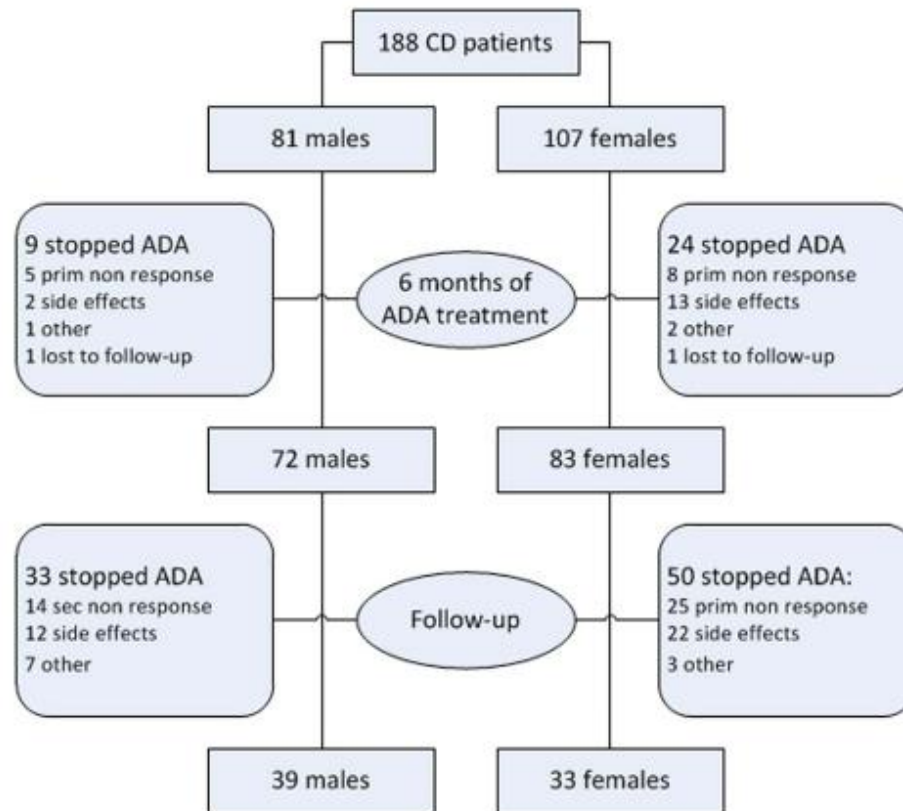 188 CD patients
81 males
107 females
9 stopped ADA
5 prim non response
2 side effects
1 other
1 lost to follow-up
6 months of
ADA treatment
24 stopped ADA
8 prim non response
13 side effects
2 other
1 lost to follow-up
72 males
83 females
33 stopped ADA
14 sec non response
12 side effects
7 other
Follow-up
50 stopped ADA:
25 prim non response
22 side effects
3 other
39 males
33 females